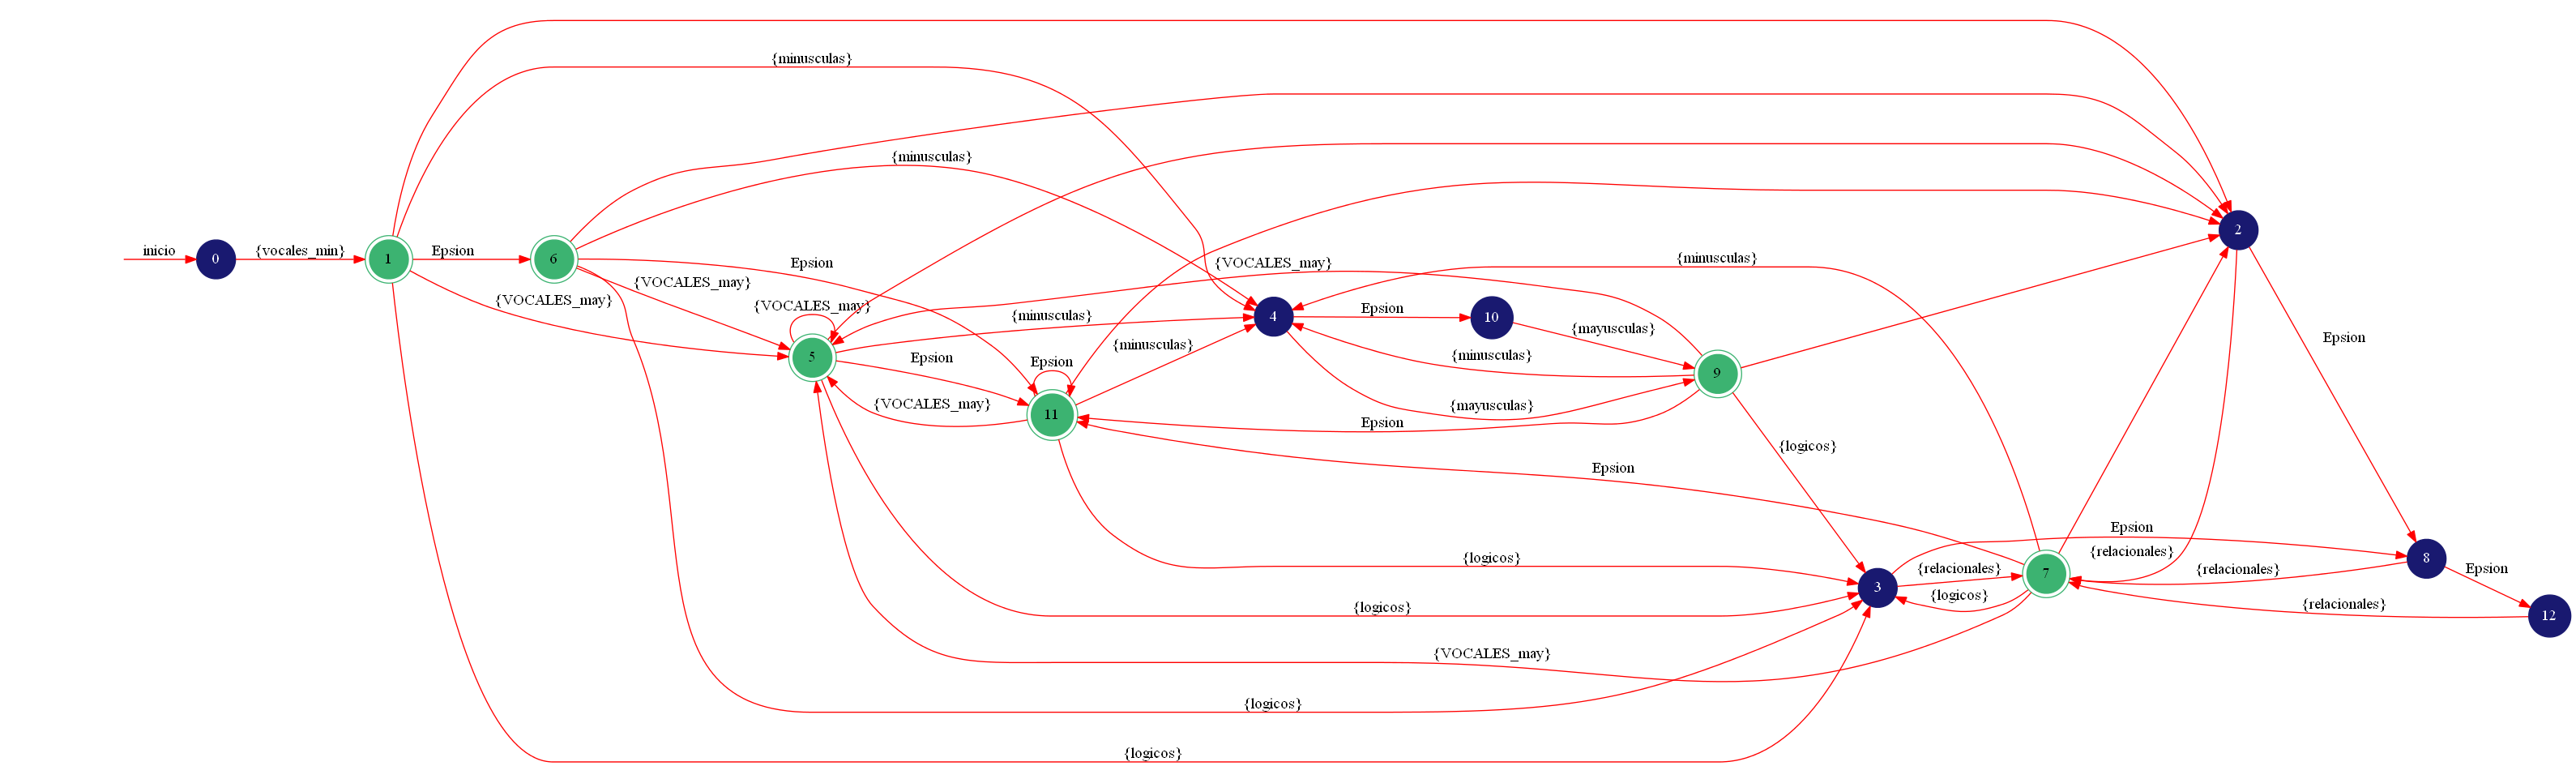 {minusculas}
{minusculas}
inicio
0
{vocales_min}
1
Epsion
6
Epsion
{VOCALES_may}
{VOCALES_may}
{VOCALES_may}
5
{minusculas}
Epsion
{VOCALES_may}
Epsion
11
{minusculas}
4
Epsion
10
{mayusculas}
{VOCALES_may}
{minusculas}
{minusculas}
{mayusculas}
Epsion
9
2
Epsion
{logicos}
Epsion
{logicos}
{logicos}
{VOCALES_may}
{logicos}
{logicos}
3
{relacionales}
{logicos}
7
Epsion
{relacionales}
{relacionales}
8
Epsion
{relacionales}
12